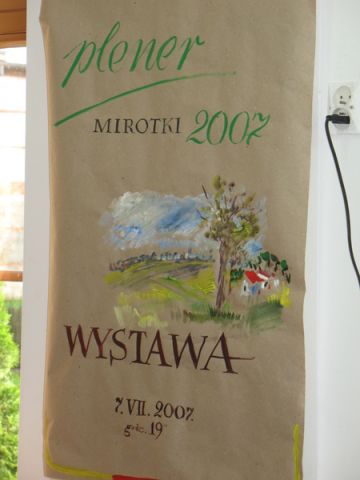 plener
MIROTKI 2007
WYSTAWA
7. VII. 2007.
godz. 19